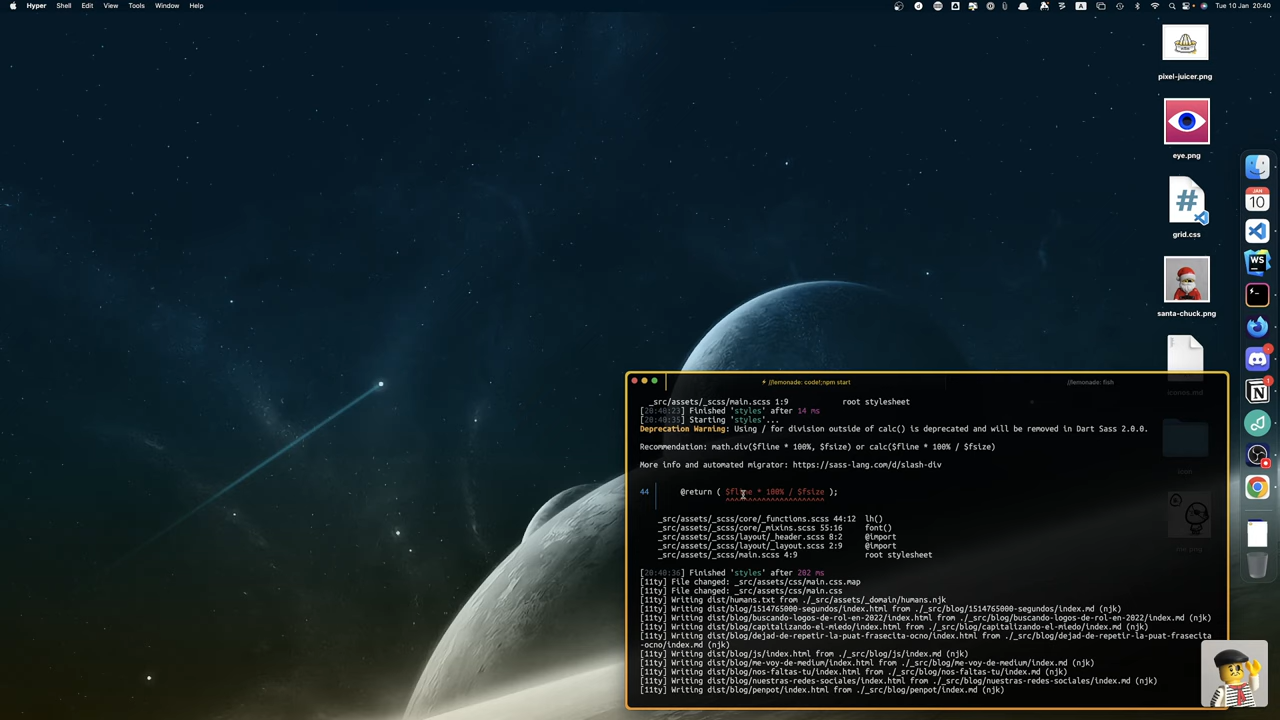 Hyper Shell Edit View Tools Window Help
A Tue 10 Jan 20:40
pixel-juicer.png
eye.png
#
grid.css
santa-chuck.png
JAN
10
WS
//lemonade: code!;npm start
//lemonade: fish
_src/assets/_scss/main.scss 1:9 root stylesheet
[20:40:23] Finished 'styles' after 14 ms
[20:40:35] Starting 'styles'...
Deprecation Warning: Using / for division outside of calc() is deprecated and will be removed in Dart Sass 2.0.0.
Recommendation: math.div($fline * 100%, $fsize) or calc($fline * 100% / $fsize)
More info and automated migrator: https://sass-lang.com/d/slash-div
44 @return ( $fline * 100% / $fsize );
^^^^^^^^^^^^^^^^^^^^^^
_src/assets/_scss/core/_functions.scss 44:12 lh()
_src/assets/_scss/core/_mixins.scss 55:16 font()
_src/assets/_scss/layout/_header.scss 8:2 @import
_src/assets/_scss/layout/_layout.scss 2:9 @import
_src/assets/_scss/main.scss 4:9 root stylesheet
[20:40:36] Finished 'styles' after 202 ms
[11ty] File changed: _src/assets/css/main.css.map
[11ty] File changed: _src/assets/css/main.css
[11ty] Writing dist/humans.txt from ./_src/assets/_domain/humans.njk
[11ty] Writing dist/blog/1514765000-segundos/index.html from ./_src/blog/1514765000-segundos/index.md (njk)
[11ty] Writing dist/blog/buscando-logos-de-rol-en-2022/index.html from ./_src/blog/buscando-logos-de-rol-en-2022/index.md (njk)
[11ty] Writing dist/blog/capitalizando-el-miedo/index.html from ./_src/blog/capitalizando-el-miedo/index.md (njk)
[11ty] Writing dist/blog/dejad-de-repetir-la-puat-frasecita-ocno/index.html from ./_src/blog/dejad-de-repetir-la-puat-frasecita
-ocno/index.md (njk)
[11ty] Writing dist/blog/js/index.html from ./_src/blog/js/index.md (njk)
[11ty] Writing dist/blog/me-voy-de-medium/index.html from ./_src/blog/me-voy-de-medium/index.md (njk)
[11ty] Writing dist/blog/nos-faltas-tu/index.html from ./_src/blog/nos-faltas-tu/index.md (njk)
[11ty] Writing dist/blog/nuestras-redes-sociales/index.html from ./_src/blog/nuestras-redes-sociales/index.md (njk)
[11ty] Writing dist/blog/penpot/index.html from ./_src/blog/penpot/index.md (njk)